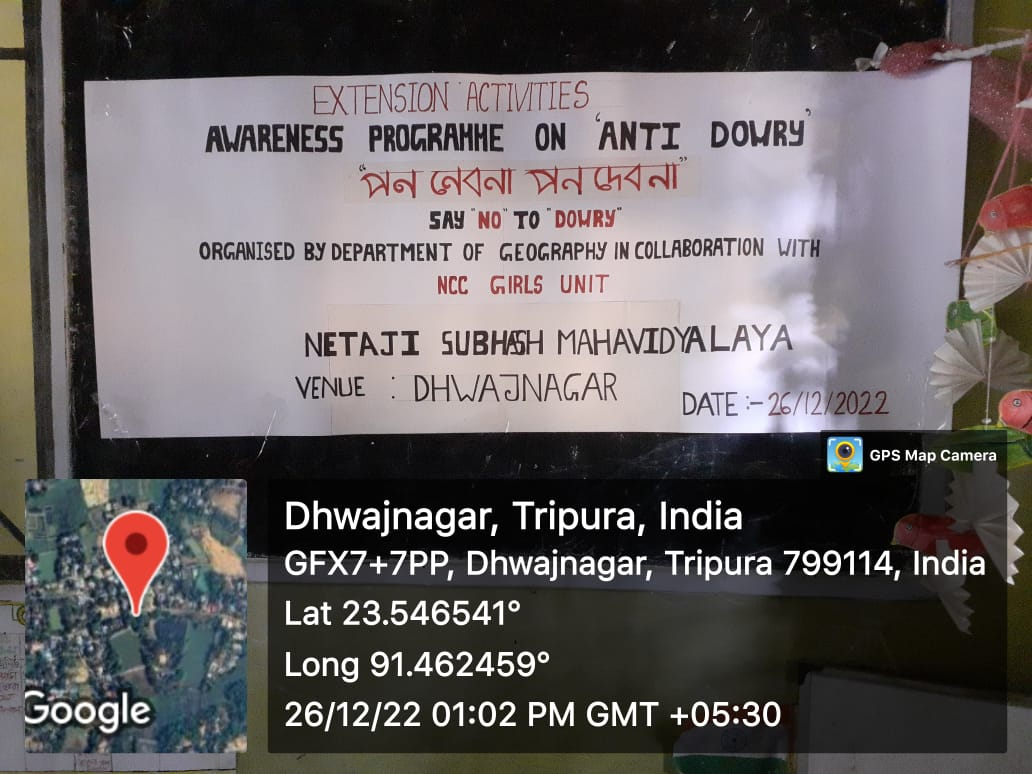 EXTENSION ACTIVITIES
AWARENESS PROGRAMME ON 'ANTI DOWRY'
"পন নেবনা পন দেবনা"
SAY "NO" TO "DOWRY"
ORGANISED BY DEPARTMENT OF GEOGRAPHY IN COLLABORATION WITH
NCC GIRLS UNIT
NETAJI SUBHASH MAHAVIDYALAYA
VENUE : DHWAJNAGAR
DATE :- 26/12/2022
GPS Map Camera
Dhwajnagar, Tripura, India
GFX7+7PP, Dhwajnagar, Tripura 799114, India
Lat 23.546541°
Long 91.462459°
26/12/22 01:02 PM GMT +05:30
Google